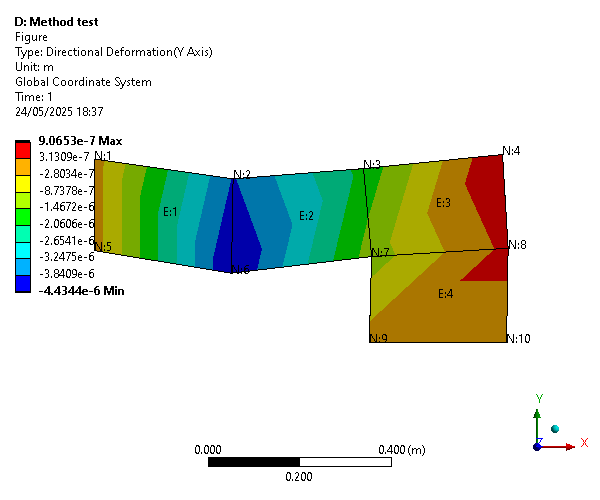 D: Method test
Figure
Type: Directional Deformation(Y Axis)
Unit: m
Global Coordinate System
Time: 1
24/05/2025 18:37
9.0653e-7 Max
3.1309e-7
-2.8034e-7
-8.7378e-7
-1.4672e-6
-2.0606e-6
-2.6541e-6
-3.2475e-6
-3.8409e-6
-4.4344e-6 Min
N:1
N:2
N:3
N:4
E:1
E:2
E:3
N:5
N:6
N:7
N:8
E:4
N:9
N:10
0.000
0.400 (m)
0.200
Y
Z
X